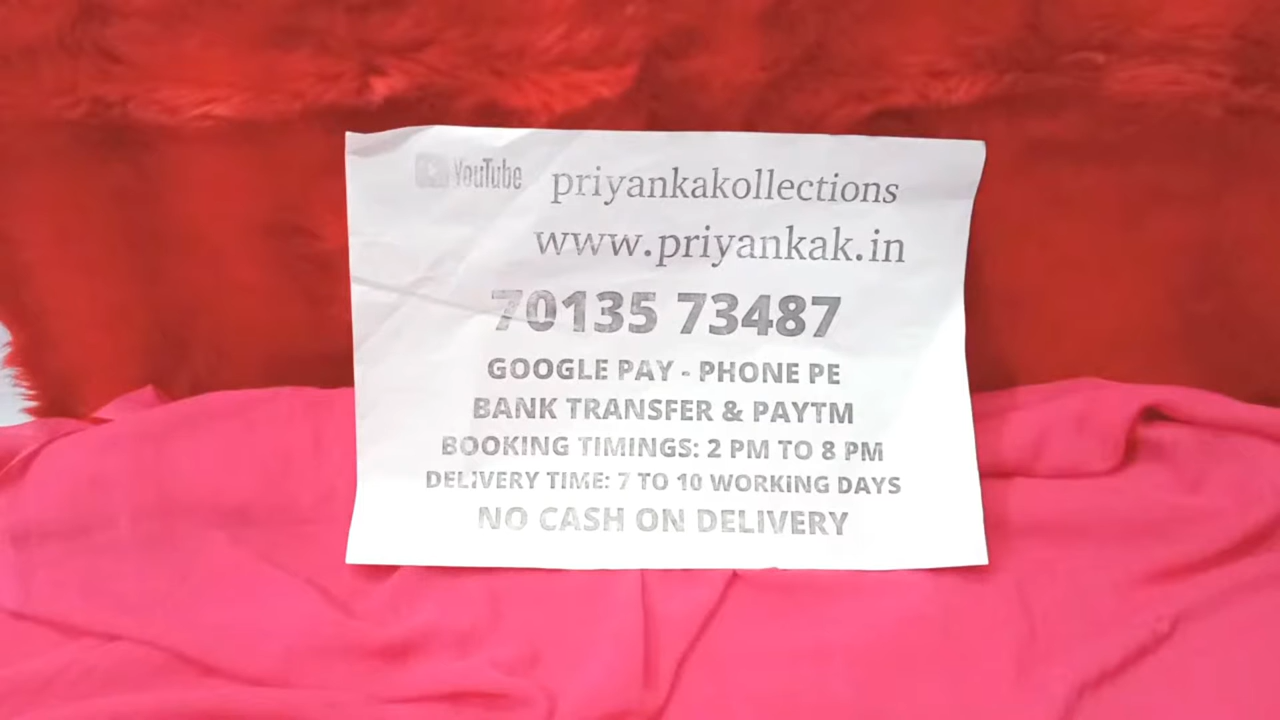 YouTube priyankakollections
www.priyankak.in
70135 73487
GOOGLE PAY - PHONE PE
BANK TRANSFER & PAYTM
BOOKING TIMINGS: 2 PM TO 8 PM
DELIVERY TIME: 7 TO 10 WORKING DAYS
NO CASH ON DELIVERY